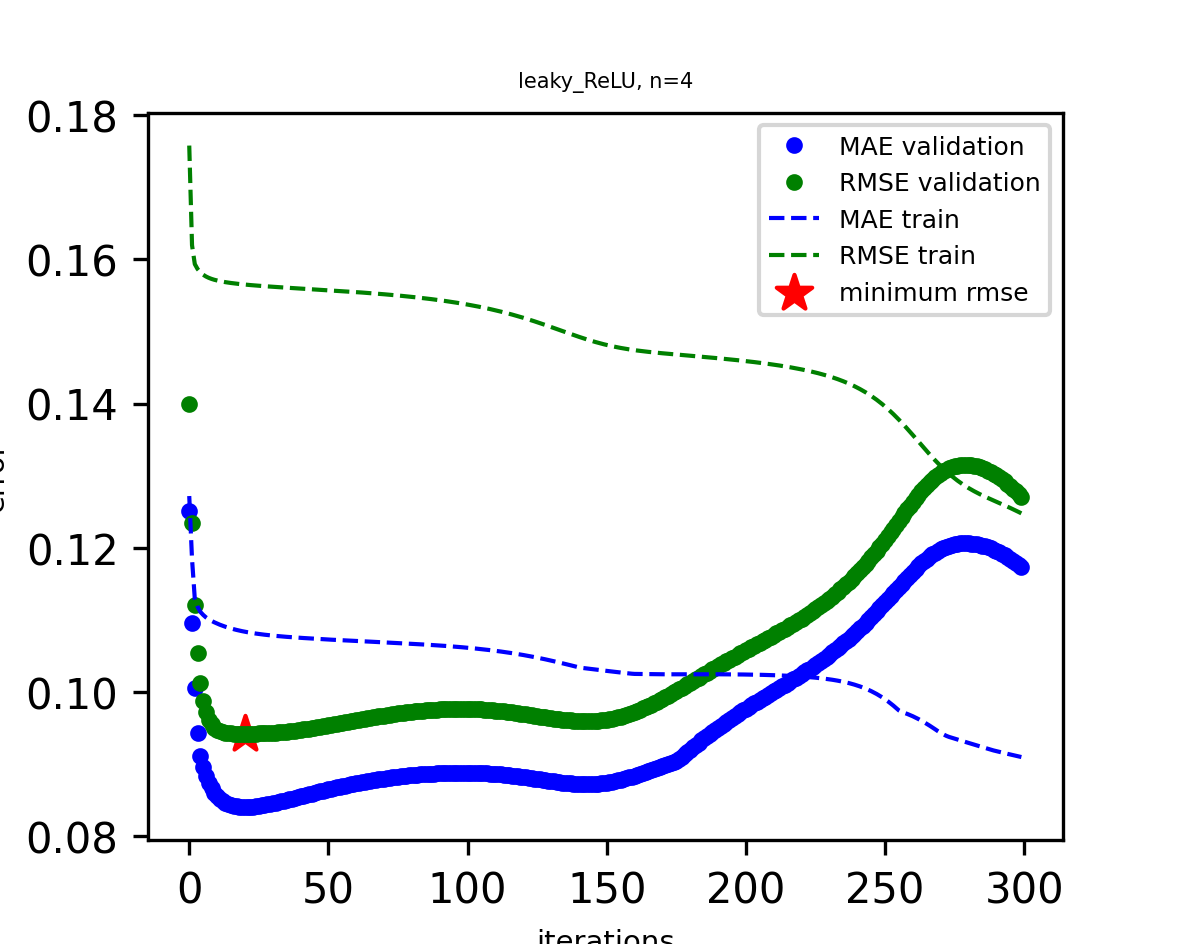 leaky_ReLU, n=4
0.18
0.16
0.14
0.12
0.10
0.08
MAE validation
RMSE validation
MAE train
RMSE train
minimum rmse
0 50 100 150 200 250 300
iterations